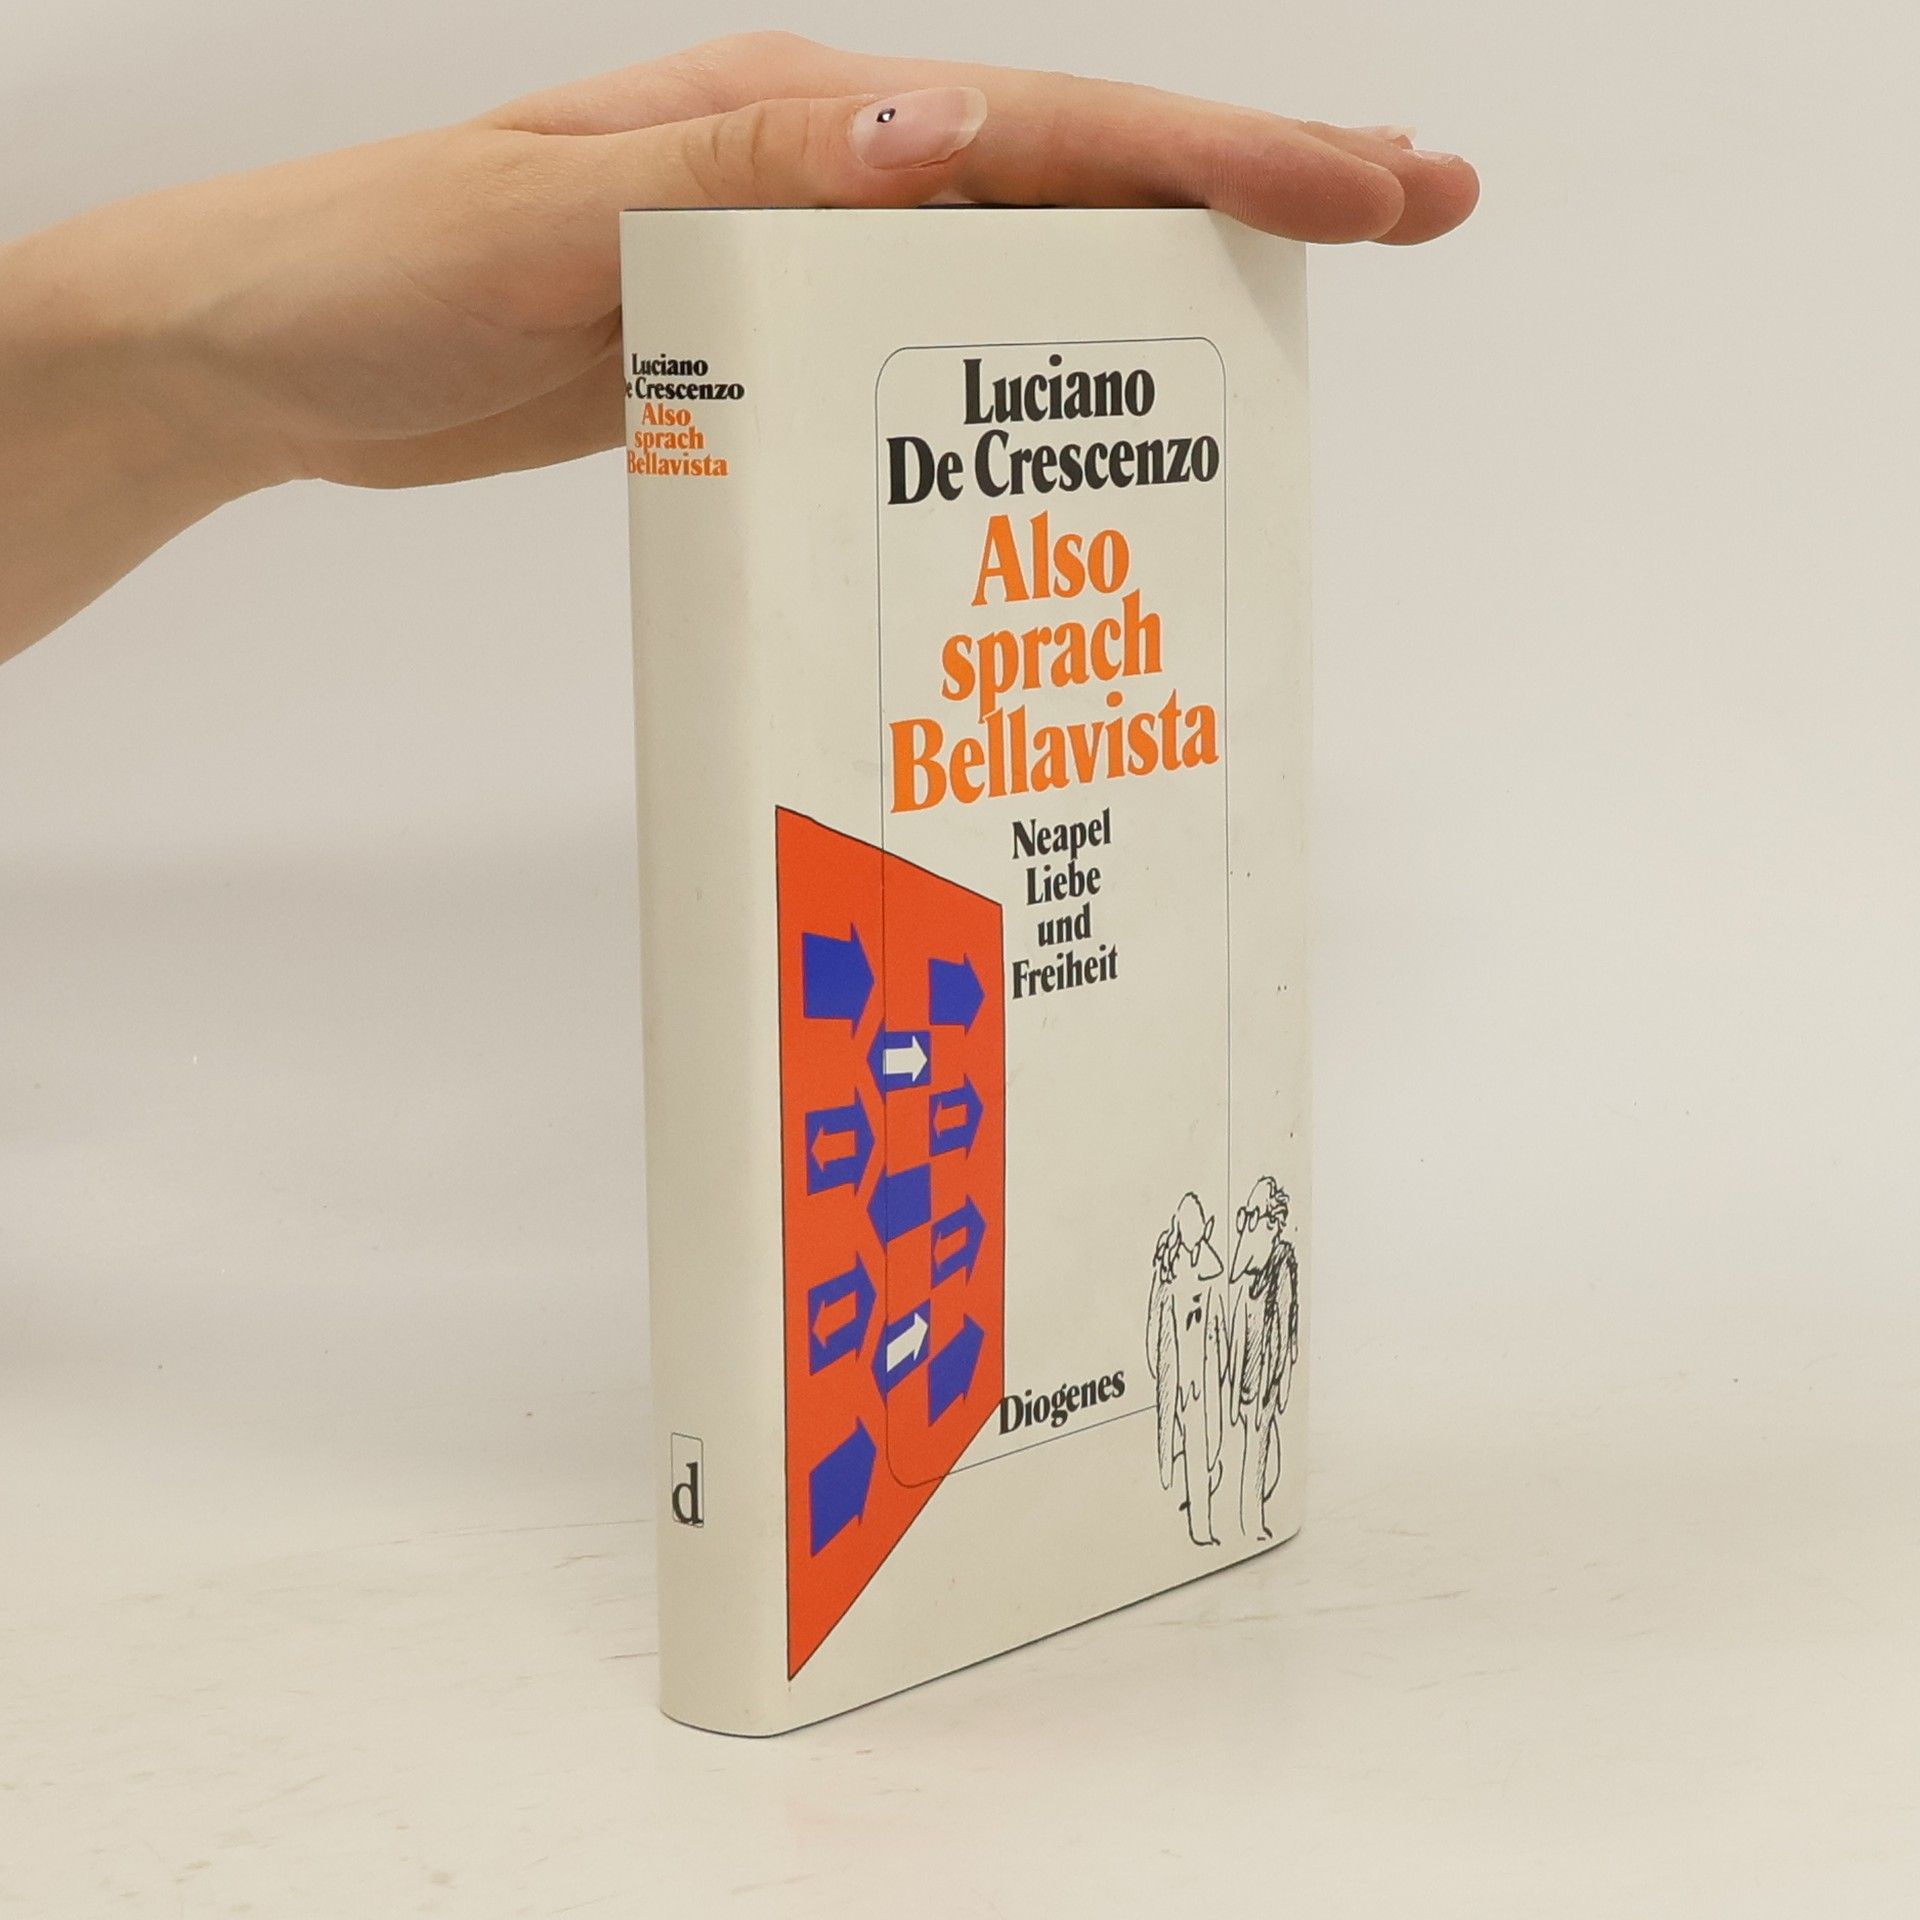 Luciano
De Crescenzo
Also
sprach
Bellavista
d
Luciano
De Crescenzo
Also
sprach
Bellavista
Neapel
Liebe
und
Freiheit
Diogenes